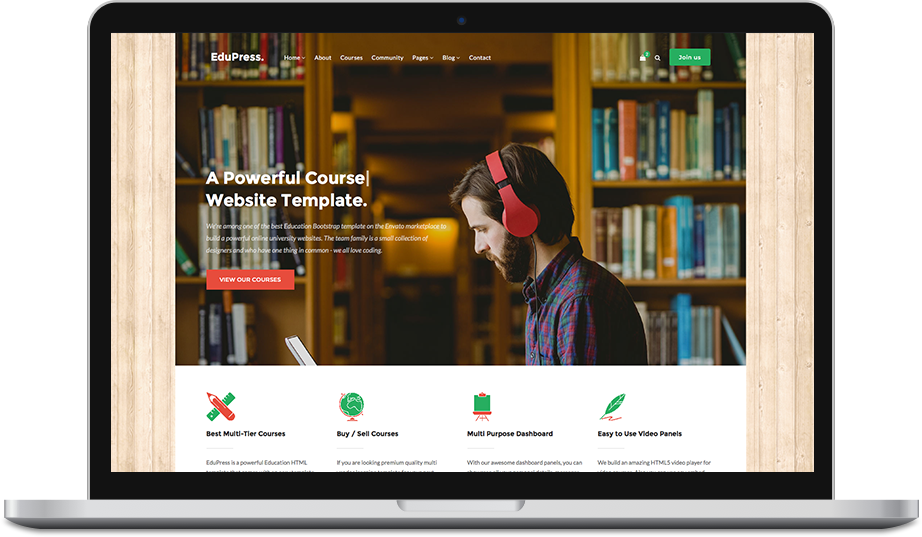 EduPress.
Home
About
Courses
Community
Pages
Blog
Contact
Join us
A Powerful Course|
Website Template.
We're among one of the best Education Bootstrap template on the Envato marketplace to
build a powerful online university websites. The team family is a small collection of
designers and who have one thing in common - we all love coding.
VIEW OUR COURSES
Best Multi-Tier Courses
Buy / Sell Courses
Multi Purpose Dashboard
Easy to Use Video Panels
EduPress is a powerful Education HTML
If you are looking premium quality multi
With our awesome dashboard panels, you can
We build an amazing HTML5 video player for